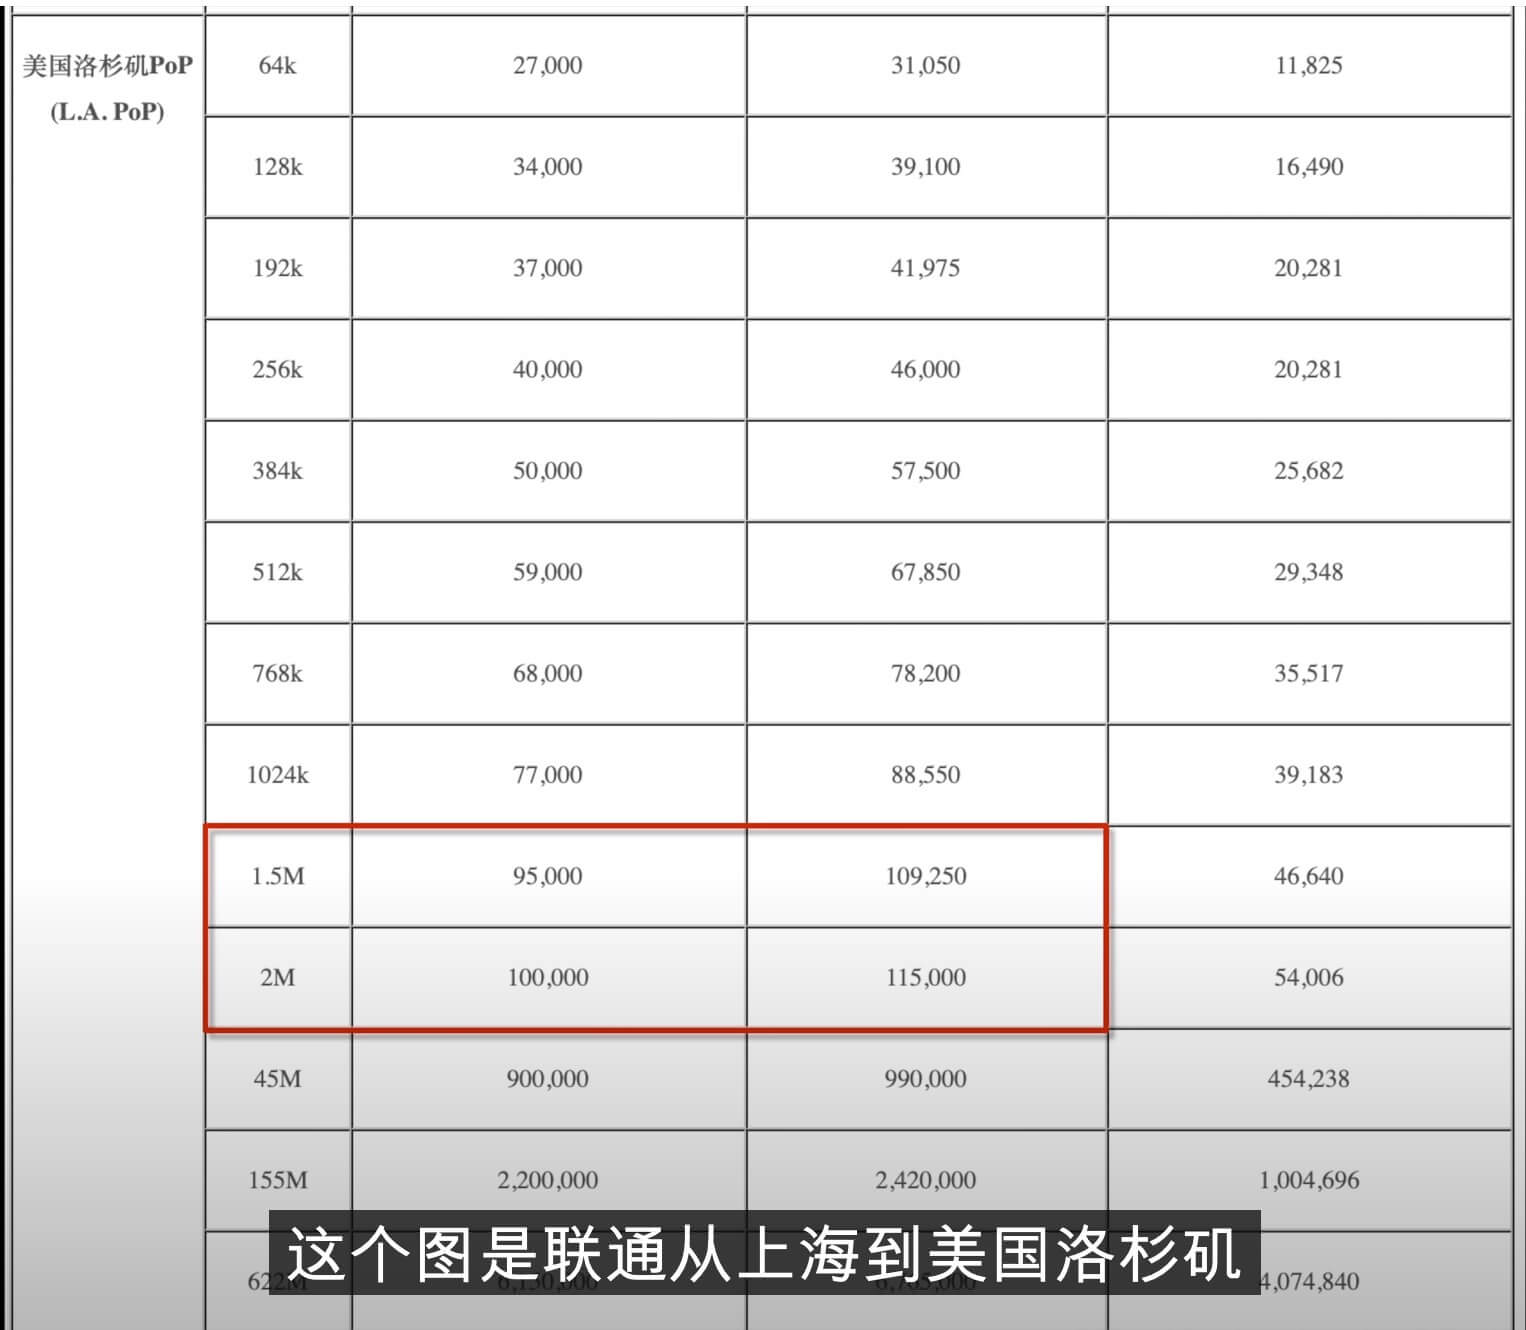 美国洛杉矶PoP
(L.A. PoP)
64k 27,000 31,050 11,825
128k 34,000 39,100 16,490
192k 37,000 41,975 20,281
256k 40,000 46,000 20,281
384k 50,000 57,500 25,682
512k 59,000 67,850 29,348
768k 68,000 78,200 35,517
1024k 77,000 88,550 39,183
1.5M 95,000 109,250 46,640
2M 100,000 115,000 54,006
45M 900,000 990,000 454,238
155M 2,200,000 2,420,000 1,004,696
622M 4,074,840
这个图是联通从上海到美国洛杉矶